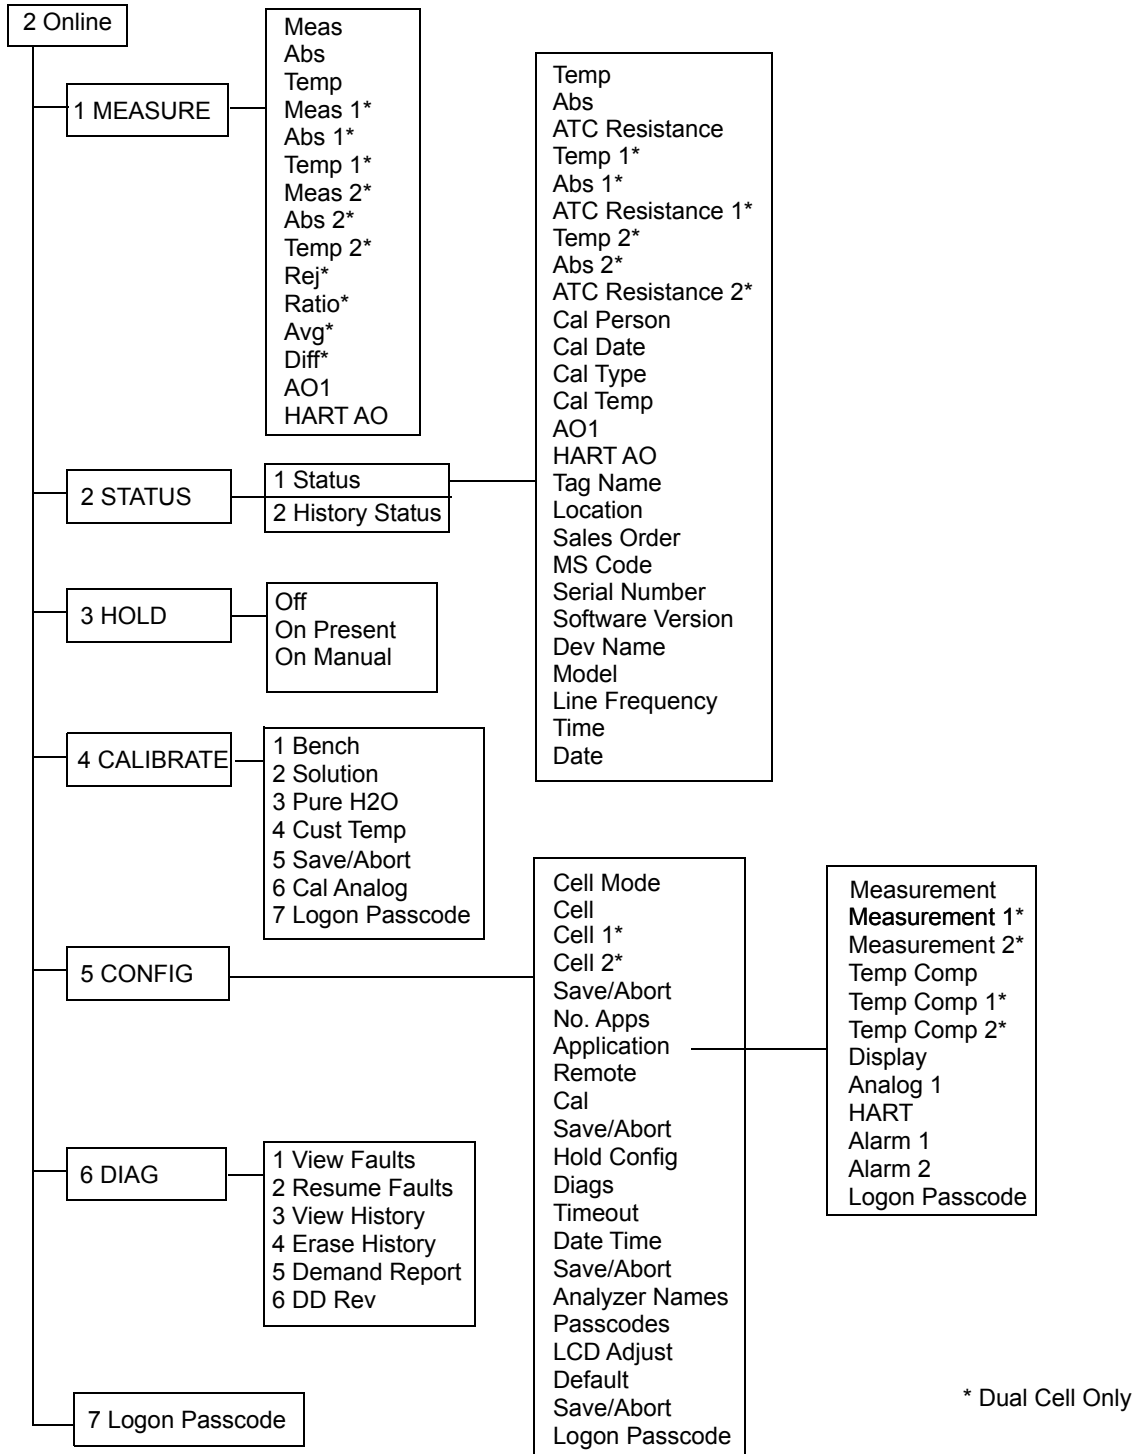 2 Online
1 MEASURE
Meas
Abs
Temp
Meas 1*
Abs 1*
Temp 1*
Meas 2*
Abs 2*
Temp 2*
Rej*
Ratio*
Avg*
Diff*
AO1
HART AO
2 STATUS
1 Status
2 History Status
Temp
Abs
ATC Resistance
Temp 1*
Abs 1*
ATC Resistance 1*
Temp 2*
Abs 2*
ATC Resistance 2*
Cal Person
Cal Date
Cal Type
Cal Temp
AO1
HART AO
Tag Name
Location
Sales Order
MS Code
Serial Number
Software Version
Dev Name
Model
Line Frequency
Time
Date
3 HOLD
Off
On Present
On Manual
4 CALIBRATE
1 Bench
2 Solution
3 Pure H2O
4 Cust Temp
5 Save/Abort
6 Cal Analog
7 Logon Passcode
5 CONFIG
Cell Mode
Cell
Cell 1*
Cell 2*
Save/Abort
No. Apps
Application
Remote
Cal
Save/Abort
Hold Config
Diags
Timeout
Date Time
Save/Abort
Analyzer Names
Passcodes
LCD Adjust
Default
Save/Abort
Logon Passcode
Measurement
Measurement 1*
Measurement 2*
Temp Comp
Temp Comp 1*
Temp Comp 2*
Display
Analog 1
HART
Alarm 1
Alarm 2
Logon Passcode
6 DIAG
1 View Faults
2 Resume Faults
3 View History
4 Erase History
5 Demand Report
6 DD Rev
7 Logon Passcode
* Dual Cell Only